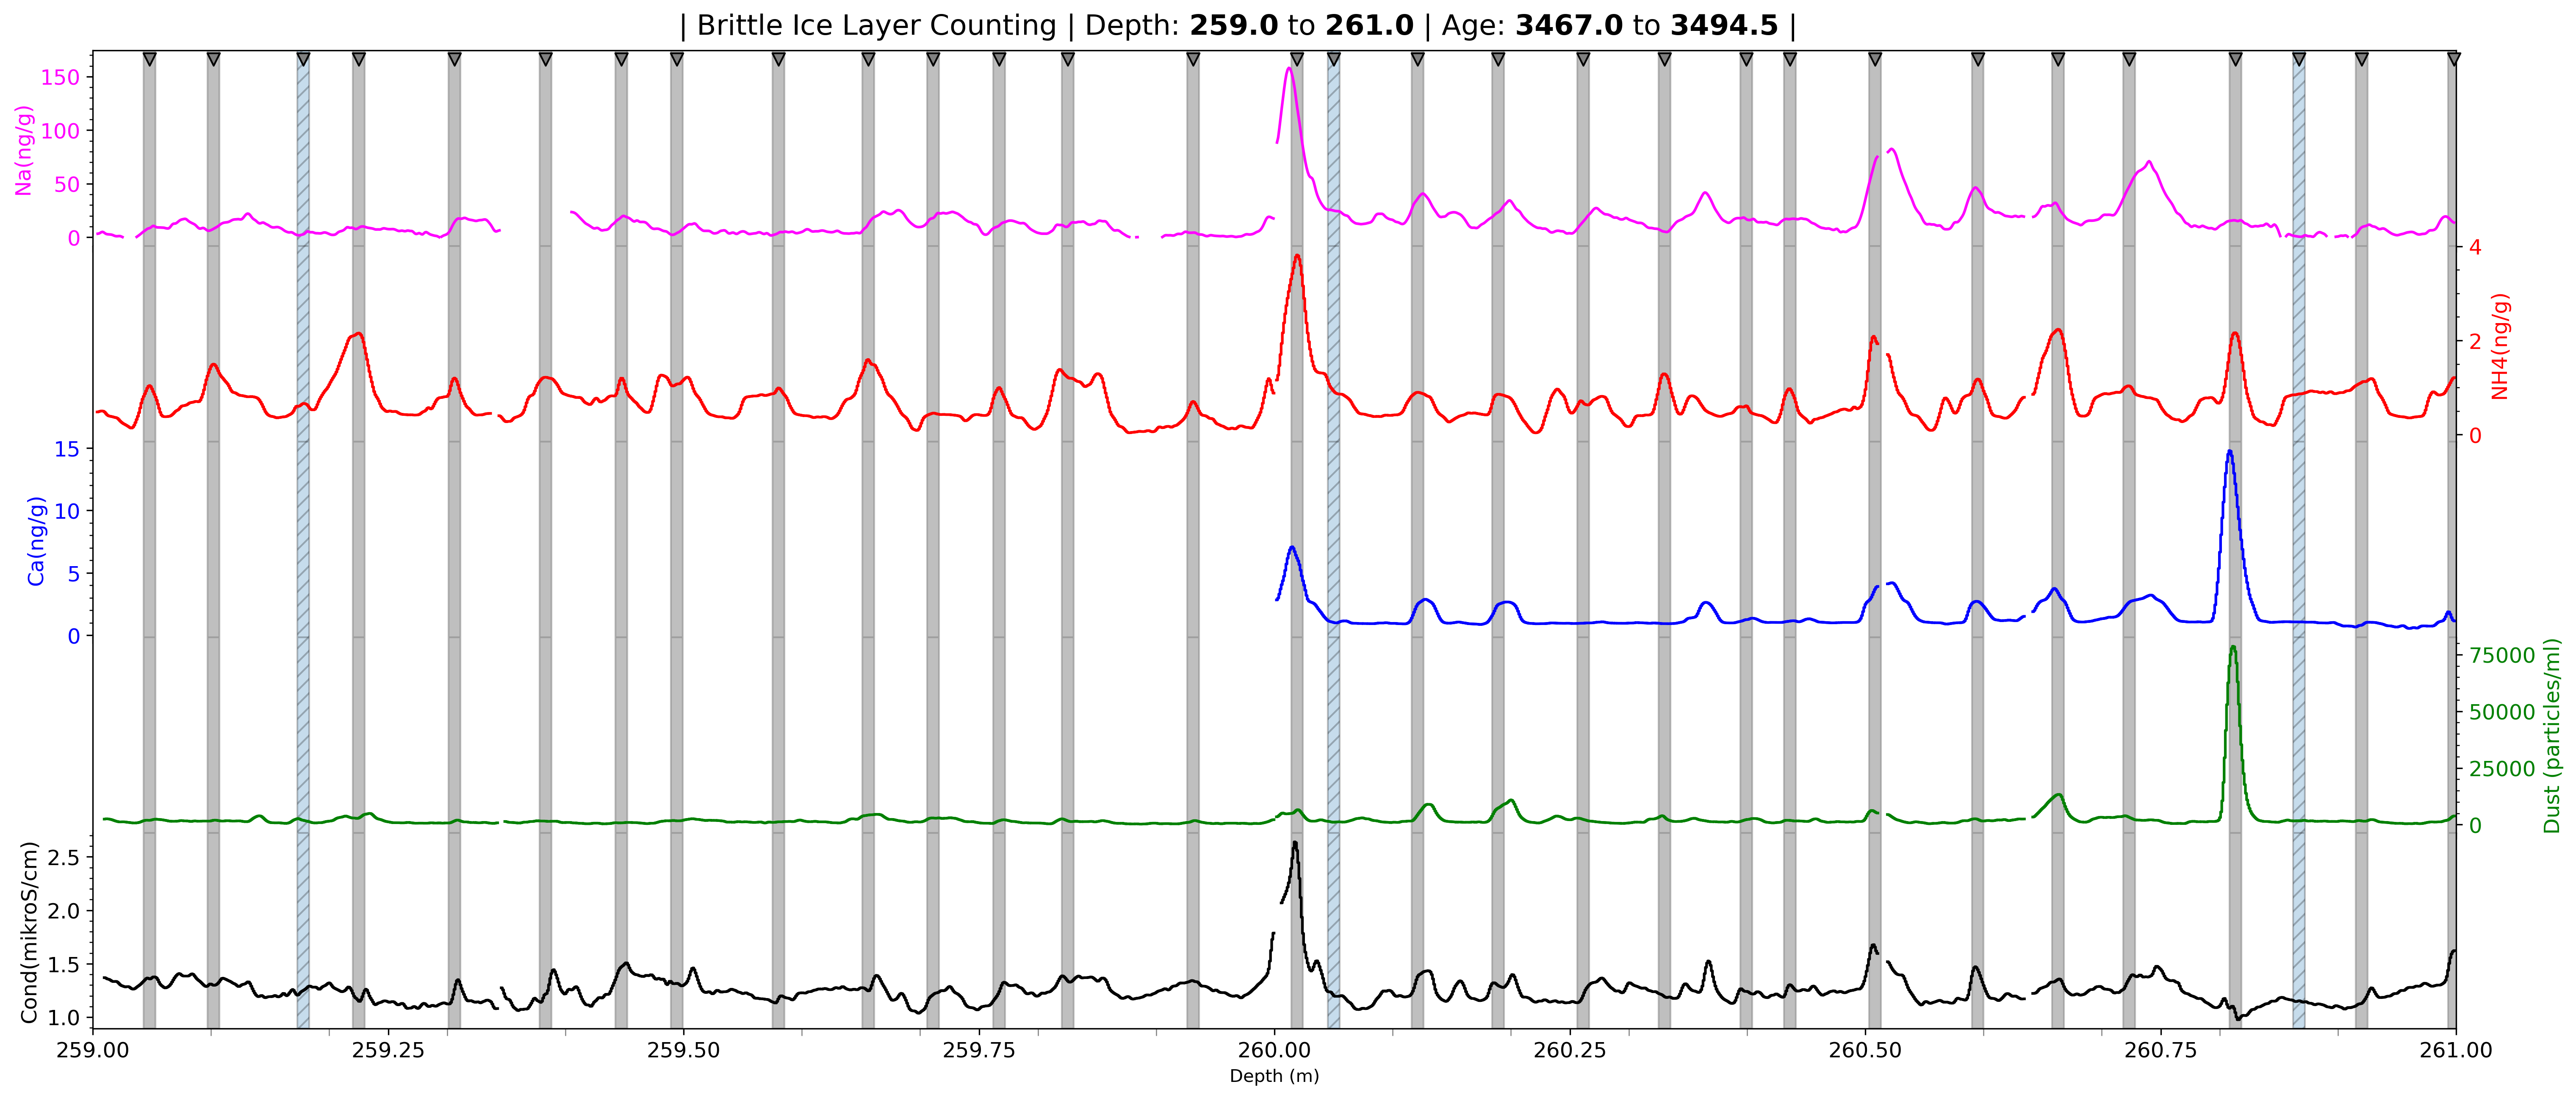 | Brittle Ice Layer Counting | Depth: 259.0 to 261.0 | Age: 3467.0 to 3494.5 |
Na(ng/g)
150
100
50
0
NH4(ng/g)
4
2
0
Ca(ng/g)
15
10
5
0
Dust (particles/ml)
75000
50000
25000
0
Cond(mikroS/cm)
2.5
2.0
1.5
1.0
259.00 259.25 259.50 259.75 260.00 260.25 260.50 260.75 261.00
Depth (m)